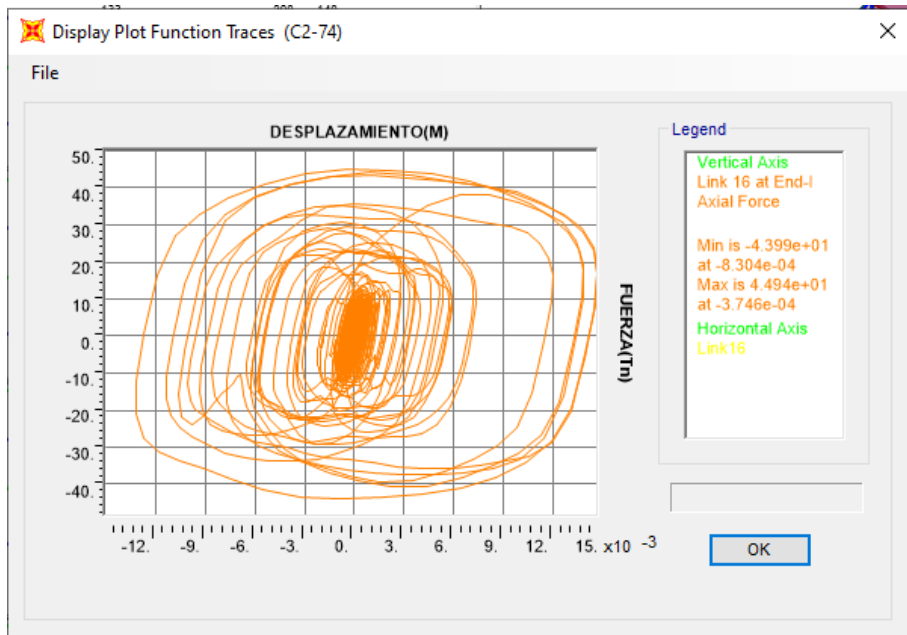 Display Plot Function Traces (C2-74)
File
DESPLAZAMIENTO(M)
50.
40.
30.
20.
10.
0.
-10.
-20.
-30.
-40.
FUERZA(Tn)
-12. -9. -6. -3. 0. 3. 6. 9. 12. 15. x10 -3
Legend
Vertical Axis
Link 16 at End-I
Axial Force
Min is -4.399e+01
at -8.304e-04
Max is 4.494e+01
at -3.746e-04
Horizontal Axis
Link16
OK